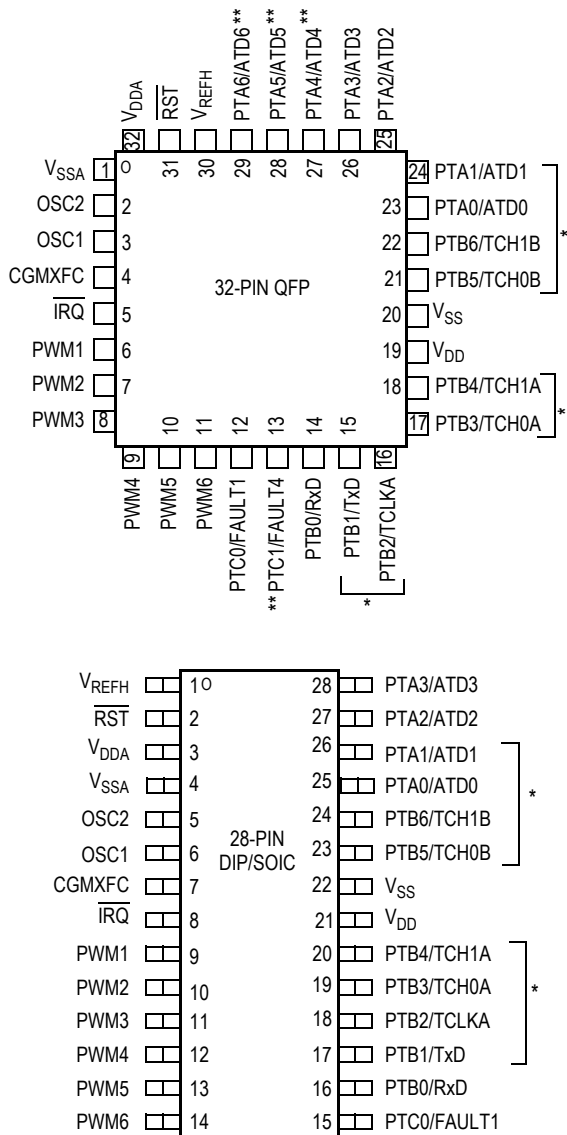 V_DDA
32
RST
31
V_REFH
30
PTA6/ATD6 **
29
PTA5/ATD5 **
28
PTA4/ATD4 **
27
PTA3/ATD3
26
PTA2/ATD2
25
V_SSA 1 O
OSC2 2
OSC1 3
CGMXFC 4
IRQ 5
PWM1 6
PWM2 7
PWM3 8
32-PIN QFP
24 PTA1/ATD1
23 PTA0/ATD0
22 PTB6/TCH1B
21 PTB5/TCH0B
*
20 V_SS
19 V_DD
18 PTB4/TCH1A
17 PTB3/TCH0A
*
9
PWM4
10
PWM5
11
PWM6
12
PTC0/FAULT1
13
** PTC1/FAULT4
14
PTB0/RxD
15
PTB1/TxD
16
PTB2/TCLKA
*
V_REFH 1 O 28 PTA3/ATD3
RST 2 27 PTA2/ATD2
V_DDA 3 26 PTA1/ATD1
V_SSA 4 25 PTA0/ATD0
*
OSC2 5 24 PTB6/TCH1B
28-PIN
DIP/SOIC
OSC1 6 23 PTB5/TCH0B
CGMXFC 7 22 V_SS
IRQ 8 21 V_DD
PWM1 9 20 PTB4/TCH1A
PWM2 10 19 PTB3/TCH0A
*
PWM3 11 18 PTB2/TCLKA
PWM4 12 17 PTB1/TxD
PWM5 13 16 PTB0/RxD
PWM6 14 15 PTC0/FAULT1